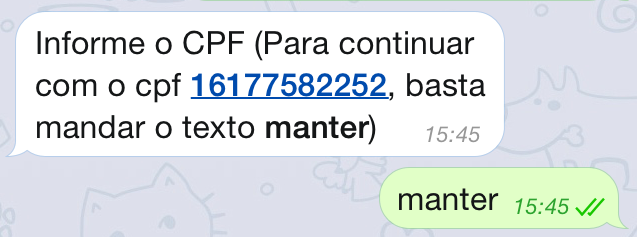 Informe o CPF (Para continuar
com o cpf 16177582252, basta
mandar o texto manter)
15:45
manter 15:45